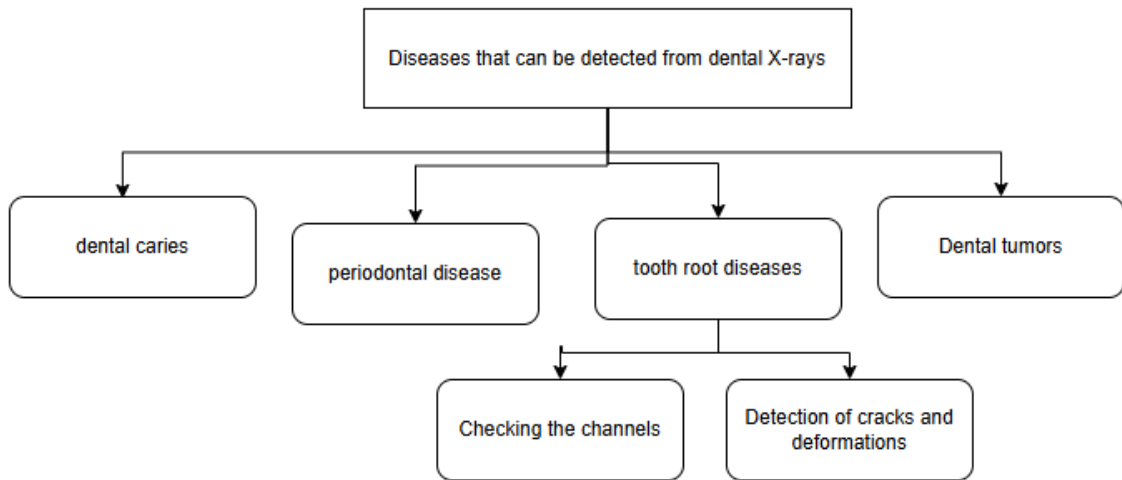 Diseases that can be detected from dental X-rays
dental caries
periodontal disease
tooth root diseases
Dental tumors
Checking the channels
Detection of cracks and
deformations